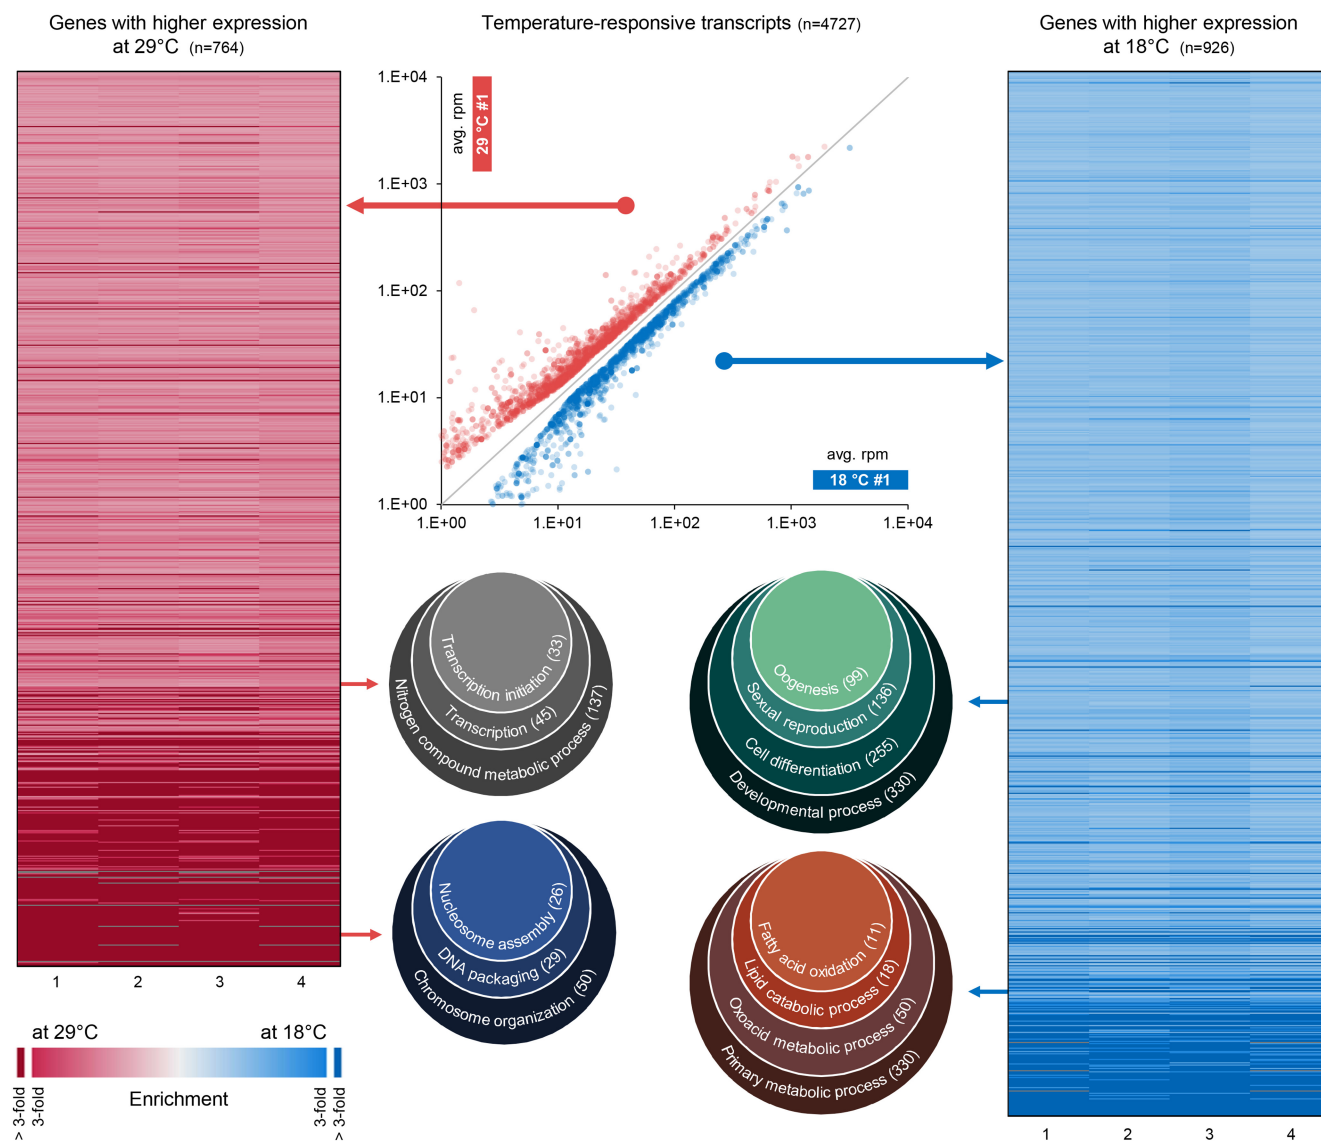 Genes with higher expression
at 29°C (n=764)
Temperature-responsive transcripts (n=4727)
Genes with higher expression
at 18°C (n=926)
1.E+04
1.E+03
1.E+02
1.E+01
1.E+00
avg. rpm
29 °C #1
avg. rpm
18 °C #1
1.E+00
1.E+01
1.E+02
1.E+03
1.E+04
Transcription initiation (33)
Transcription (45)
Nitrogen compound metabolic process (137)
Oogenesis (99)
Sexual reproduction (136)
Cell differentiation (255)
Developmental process (330)
Nucleosome assembly (26)
DNA packaging (29)
Chromosome organization (50)
Fatty acid oxidation (11)
Lipid catabolic process (18)
Oxoacid metabolic process (50)
Primary metabolic process (330)
1 2 3 4
at 29°C at 18°C
> 3-fold
3-fold
Enrichment
3-fold
> 3-fold
1 2 3 4